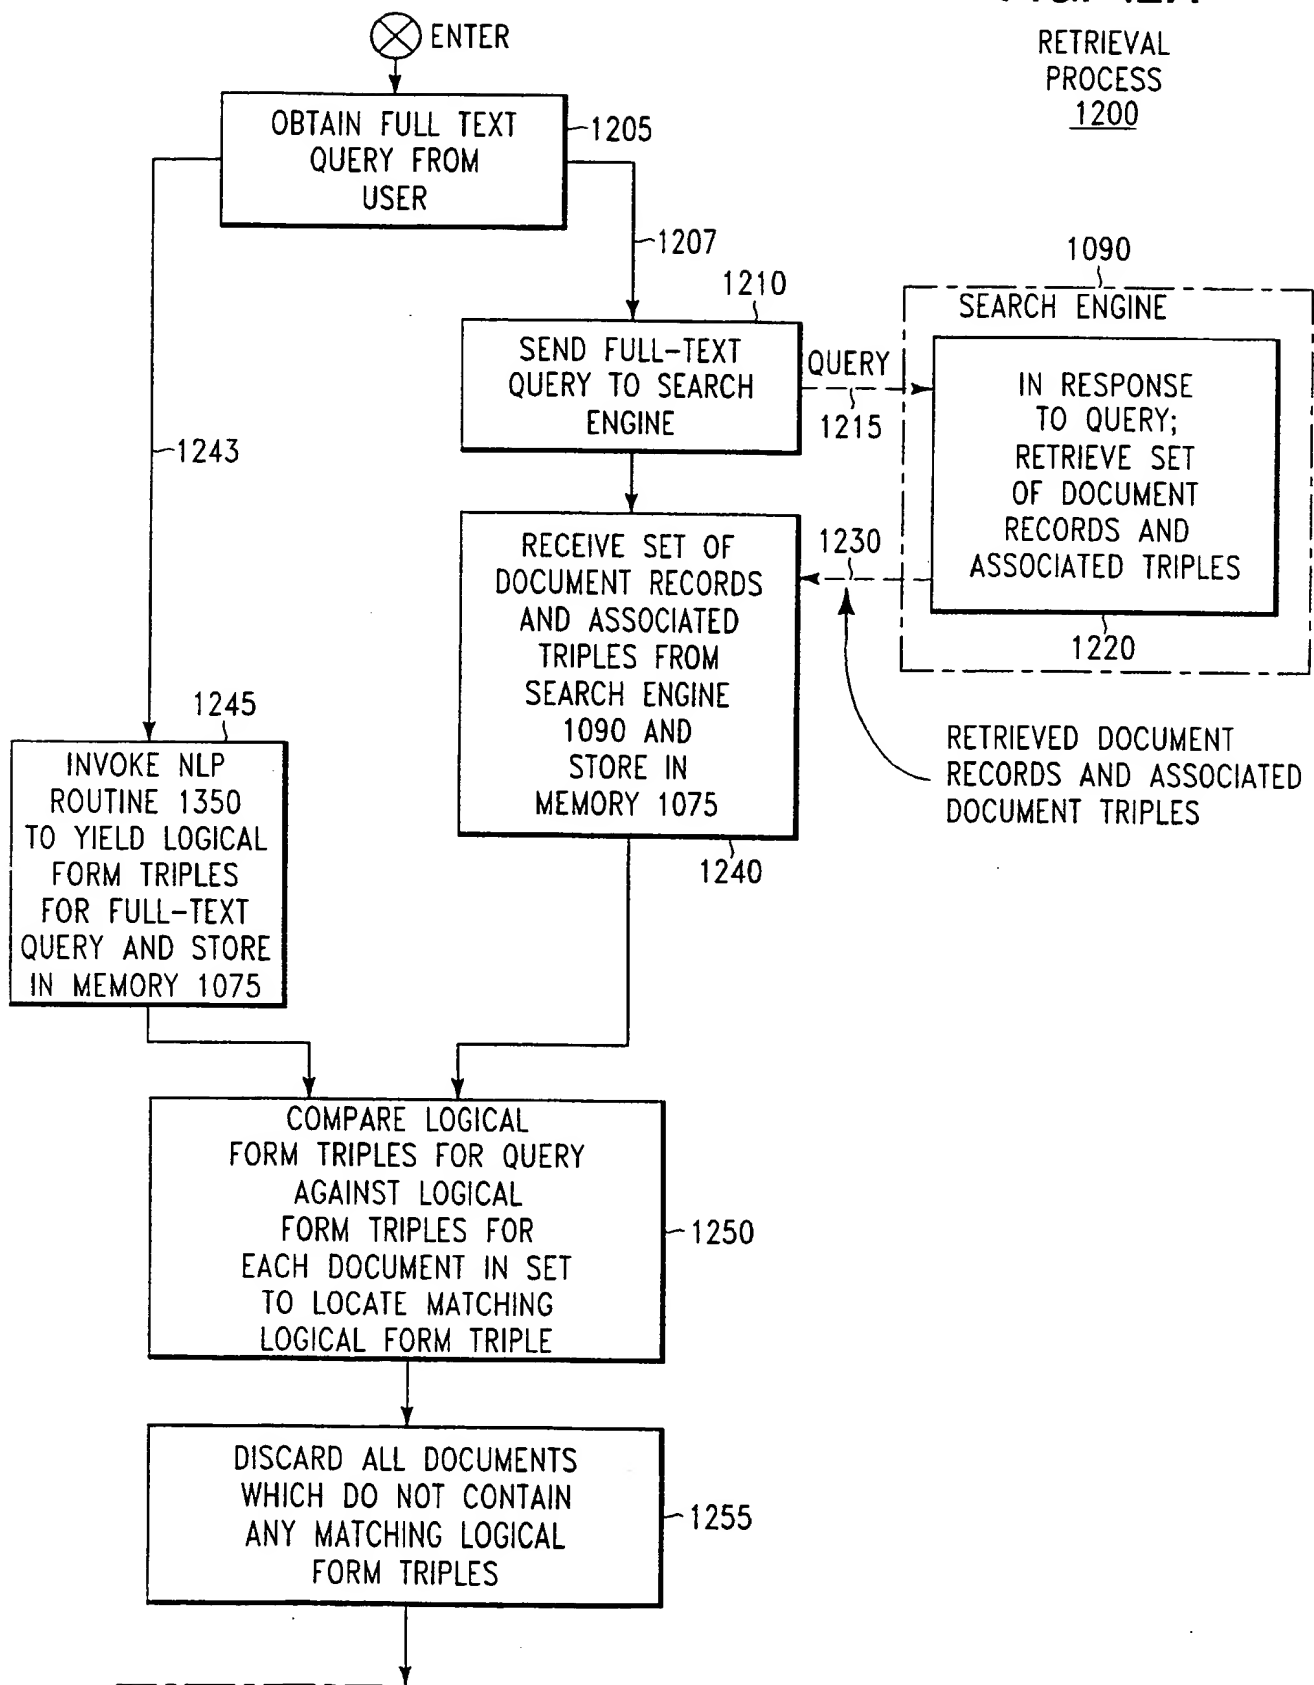 ENTER
RETRIEVAL
PROCESS
1200
OBTAIN FULL TEXT
QUERY FROM
USER
1205
1207
1243
1210
SEND FULL-TEXT
QUERY TO SEARCH
ENGINE
QUERY
1215
1090
SEARCH ENGINE
IN RESPONSE
TO QUERY;
RETRIEVE SET
OF DOCUMENT
RECORDS AND
ASSOCIATED TRIPLES
1220
1230
RETRIEVED DOCUMENT
RECORDS AND ASSOCIATED
DOCUMENT TRIPLES
RECEIVE SET OF
DOCUMENT RECORDS
AND ASSOCIATED
TRIPLES FROM
SEARCH ENGINE
1090 AND
STORE IN
MEMORY 1075
1240
1245
INVOKE NLP
ROUTINE 1350
TO YIELD LOGICAL
FORM TRIPLES
FOR FULL-TEXT
QUERY AND STORE
IN MEMORY 1075
COMPARE LOGICAL
FORM TRIPLES FOR QUERY
AGAINST LOGICAL
FORM TRIPLES FOR
EACH DOCUMENT IN SET
TO LOCATE MATCHING
LOGICAL FORM TRIPLE
1250
DISCARD ALL DOCUMENTS
WHICH DO NOT CONTAIN
ANY MATCHING LOGICAL
FORM TRIPLES
1255